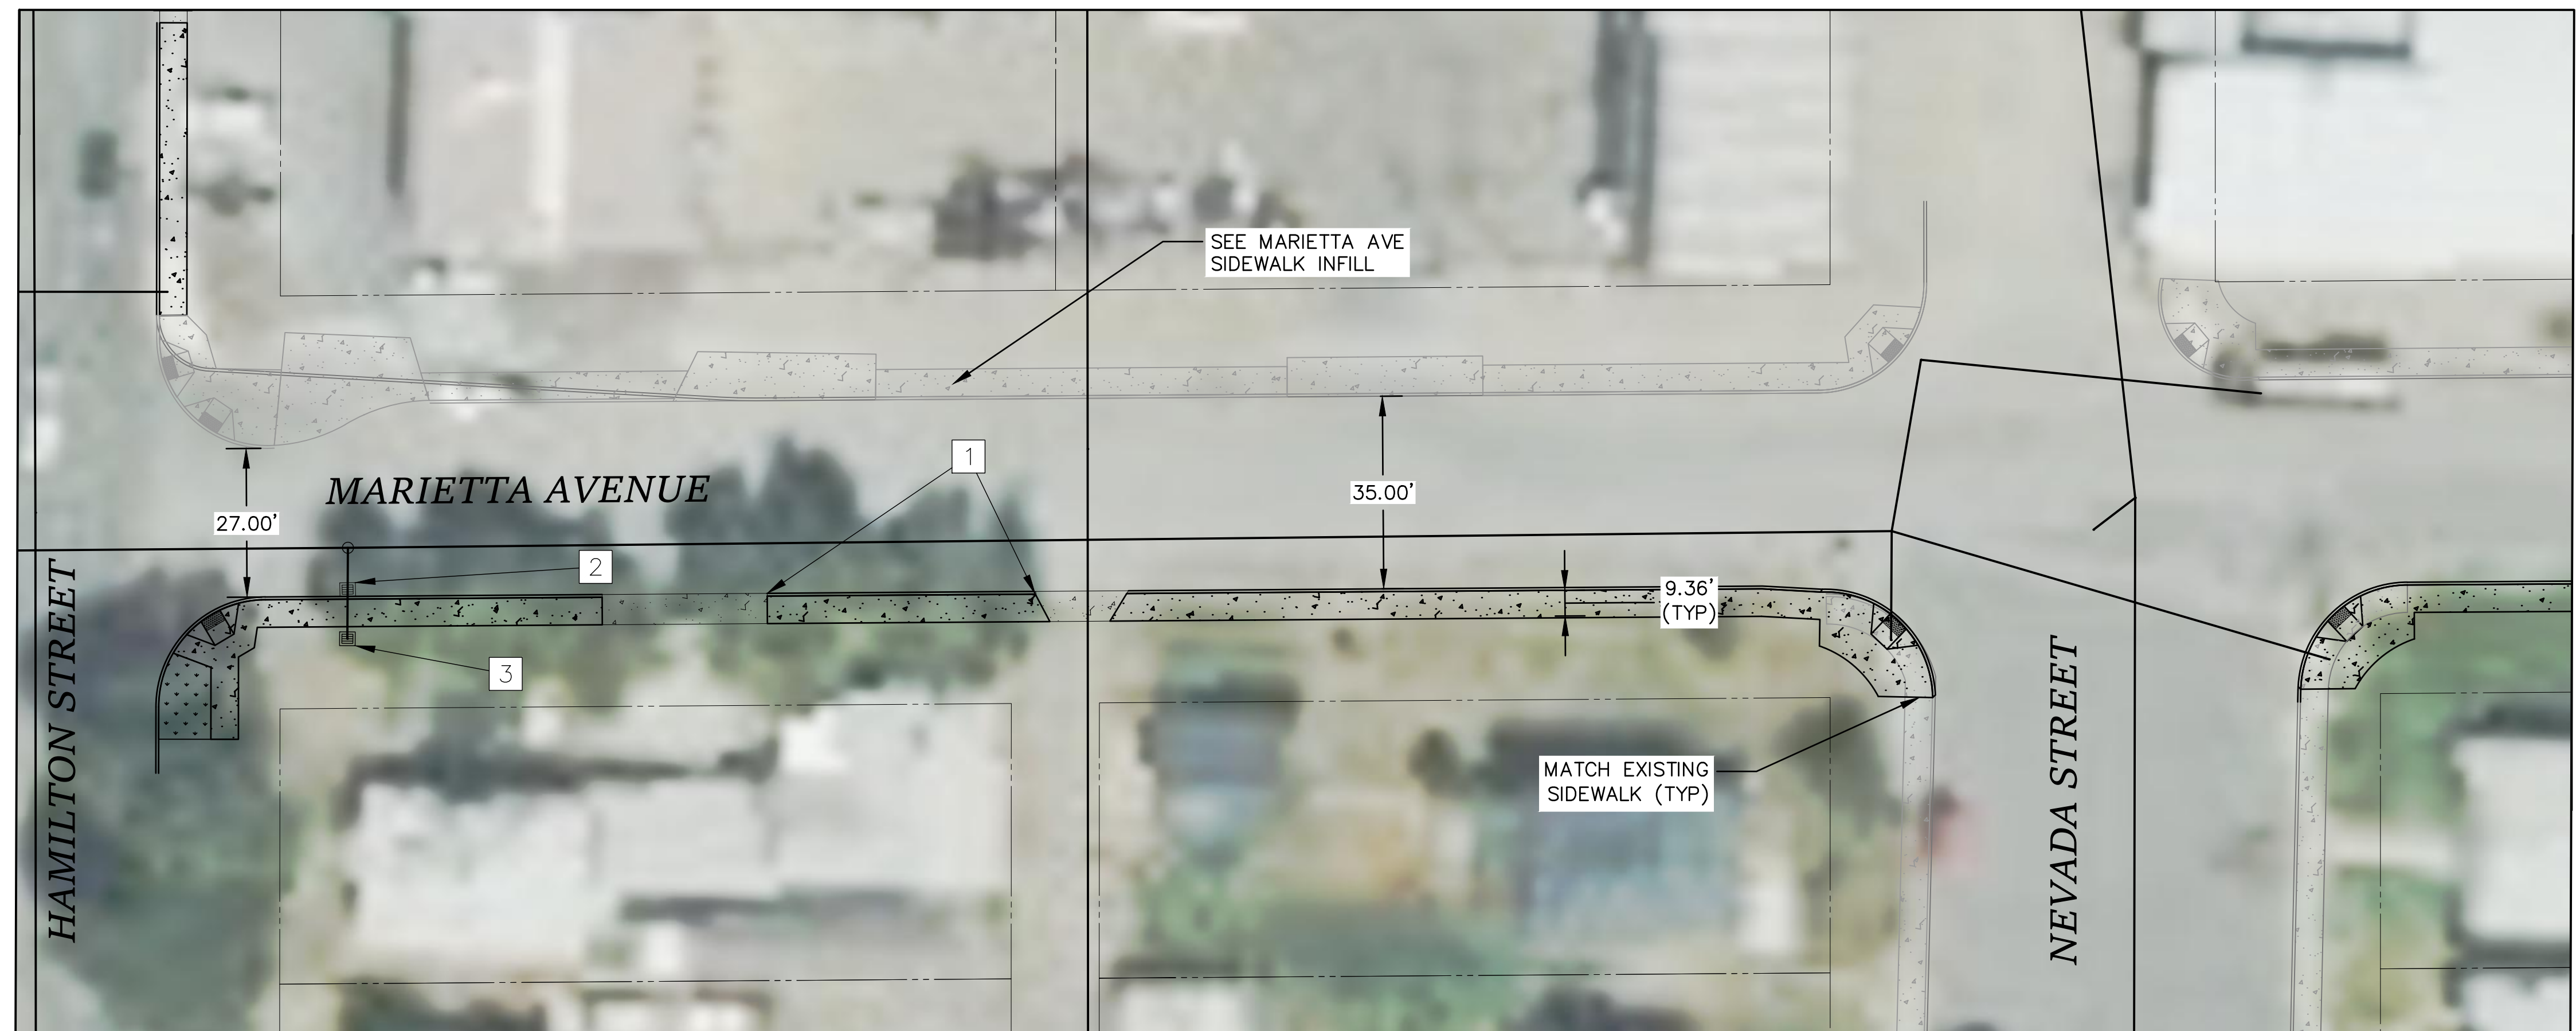 SEE MARIETTA AVE
SIDEWALK INFILL
1
MARIETTA AVENUE
35.00'
27.00'
2
9.36'
(TYP)
3
HAMILTON STREET
NEVADA STREET
MATCH EXISTING
SIDEWALK (TYP)